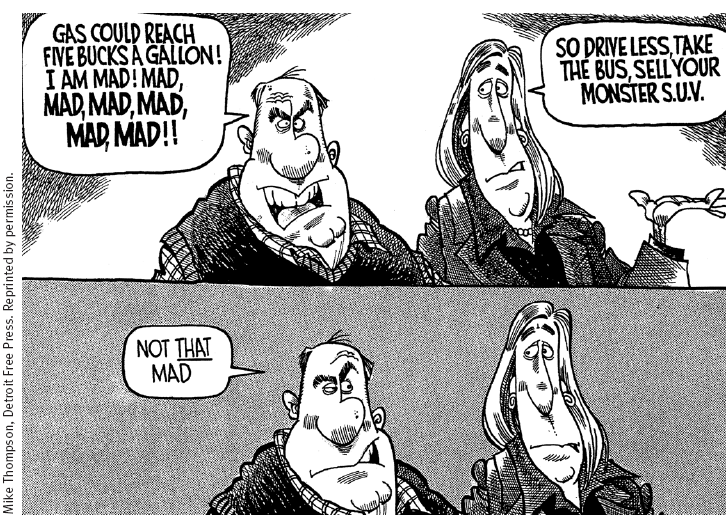 GAS COULD REACH
FIVE BUCKS A GALLON!
I AM MAD! MAD,
MAD, MAD, MAD,
MAD, MAD!!
SO DRIVE LESS, TAKE
THE BUS, SELL YOUR
MONSTER S.U.V.
NOT THAT
MAD
Mike Thompson, Detroit Free Press. Reprinted by permission.